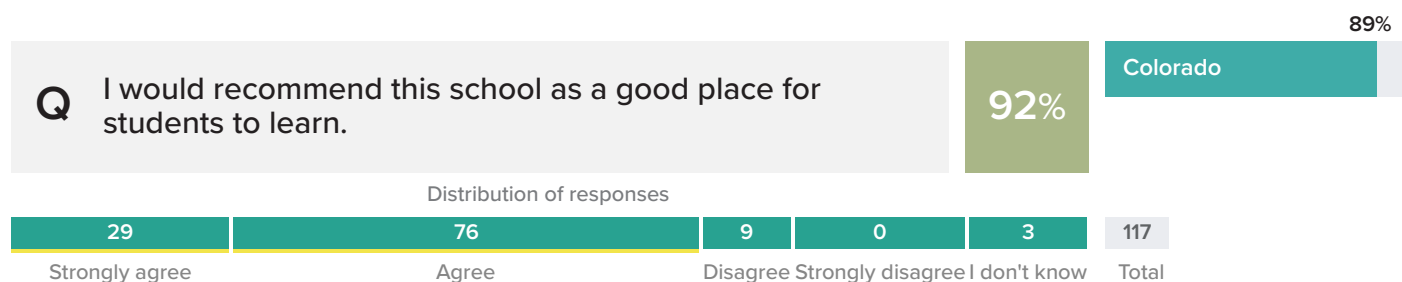 89%
Q
I would recommend this school as a good place for
students to learn.
92%
Colorado
Distribution of responses
29 76 9 0 3 117
Strongly agree Agree Disagree Strongly disagree I don't know Total